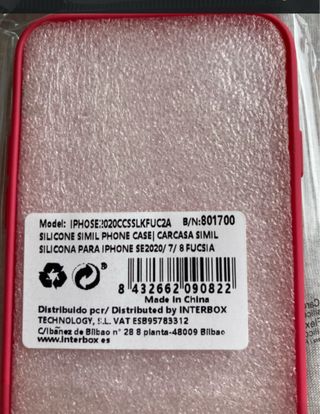 Model: IPHOSE2020CCSSLKFUC2A B/N:801700
SILICONE SIMIL PHONE CASE| CARCASA SIMIL
SILICONA PARA IPHONE SE2020/ 7/ 8 FUCSIA
8 432662 090822
Made in China
Distribuido por/ Distributed by INTERBOX
TECHNOLOGY, S.L. VAT ESB95783312
C/Ibáñez de Bilbao nº 28 8 planta-48009 Bilbao
www.interbox.es